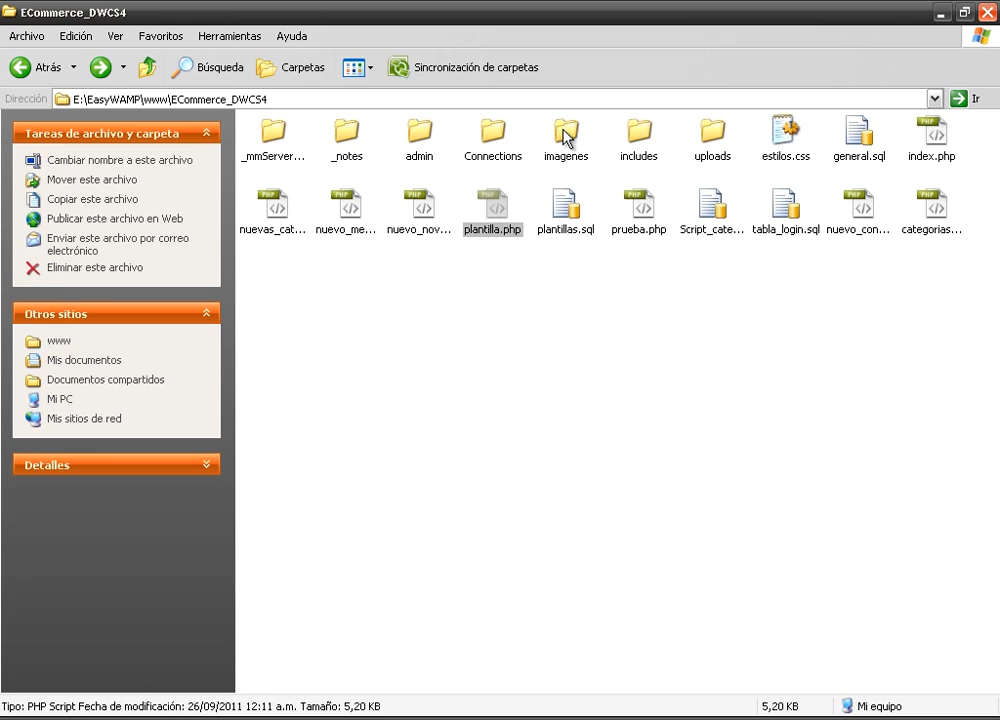 ECommerce_DWCS4
Archivo Edición Ver Favoritos Herramientas Ayuda
Atrás Búsqueda Carpetas Sincronización de carpetas
Dirección E:\EasyWAMP\www\ECommerce_DWCS4 Ir
Tareas de archivo y carpeta
Cambiar nombre a este archivo
Mover este archivo
Copiar este archivo
Publicar este archivo en Web
Enviar este archivo por correo
electrónico
Eliminar este archivo
Otros sitios
www
Mis documentos
Documentos compartidos
Mi PC
Mis sitios de red
Detalles
_mmServer... _notes admin Connections imagenes includes uploads estilos.css general.sql index.php
nuevas_cat... nuevo_me... nuevo_nov... plantilla.php plantillas.sql prueba.php Script_cate... tabla_login.sql nuevo_con... categorias...
Tipo: PHP Script Fecha de modificación: 26/09/2011 12:11 a.m. Tamaño: 5,20 KB 5,20 KB Mi equipo